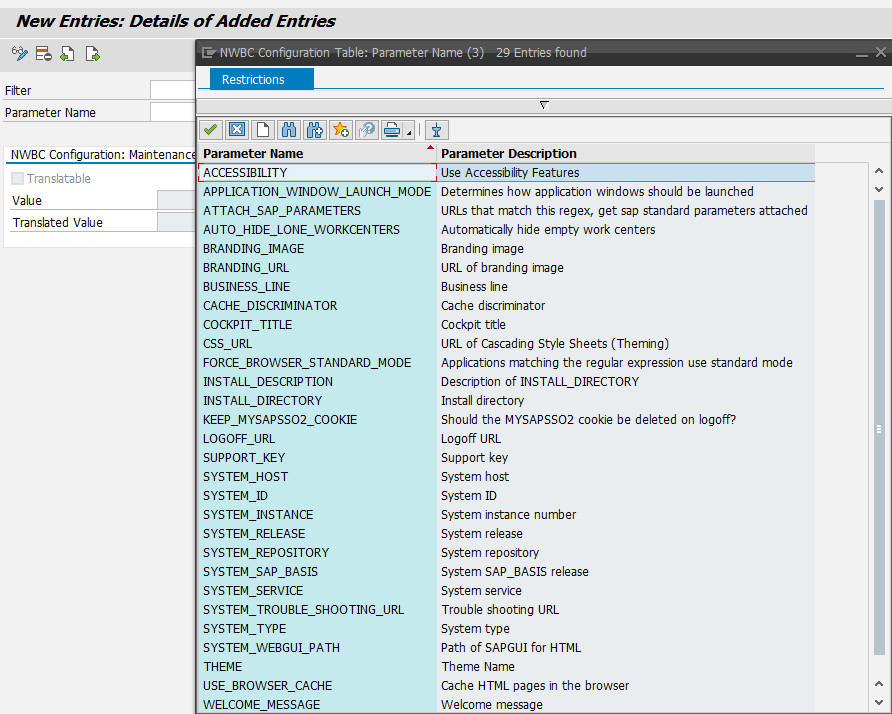 New Entries: Details of Added Entries
NWBC Configuration Table: Parameter Name (3) 29 Entries found
Restrictions
Filter
Parameter Name
NWBC Configuration: Maintenance
Translatable
Value
Translated Value
Parameter Name Parameter Description
ACCESSIBILITY Use Accessibility Features
APPLICATION_WINDOW_LAUNCH_MODE Determines how application windows should be launched
ATTACH_SAP_PARAMETERS URLs that match this regex, get sap standard parameters attached
AUTO_HIDE_LONE_WORKCENTERS Automatically hide empty work centers
BRANDING_IMAGE Branding image
BRANDING_URL URL of branding image
BUSINESS_LINE Business line
CACHE_DISCRIMINATOR Cache discriminator
COCKPIT_TITLE Cockpit title
CSS_URL URL of Cascading Style Sheets (Theming)
FORCE_BROWSER_STANDARD_MODE Applications matching the regular expression use standard mode
INSTALL_DESCRIPTION Description of INSTALL_DIRECTORY
INSTALL_DIRECTORY Install directory
KEEP_MYSAPSSO2_COOKIE Should the MYSAPSSO2 cookie be deleted on logoff?
LOGOFF_URL Logoff URL
SUPPORT_KEY Support key
SYSTEM_HOST System host
SYSTEM_ID System ID
SYSTEM_INSTANCE System instance number
SYSTEM_RELEASE System release
SYSTEM_REPOSITORY System repository
SYSTEM_SAP_BASIS System SAP_BASIS release
SYSTEM_SERVICE System service
SYSTEM_TROUBLE_SHOOTING_URL Trouble shooting URL
SYSTEM_TYPE System type
SYSTEM_WEBGUI_PATH Path of SAPGUI for HTML
THEME Theme Name
USE_BROWSER_CACHE Cache HTML pages in the browser
WELCOME_MESSAGE Welcome message